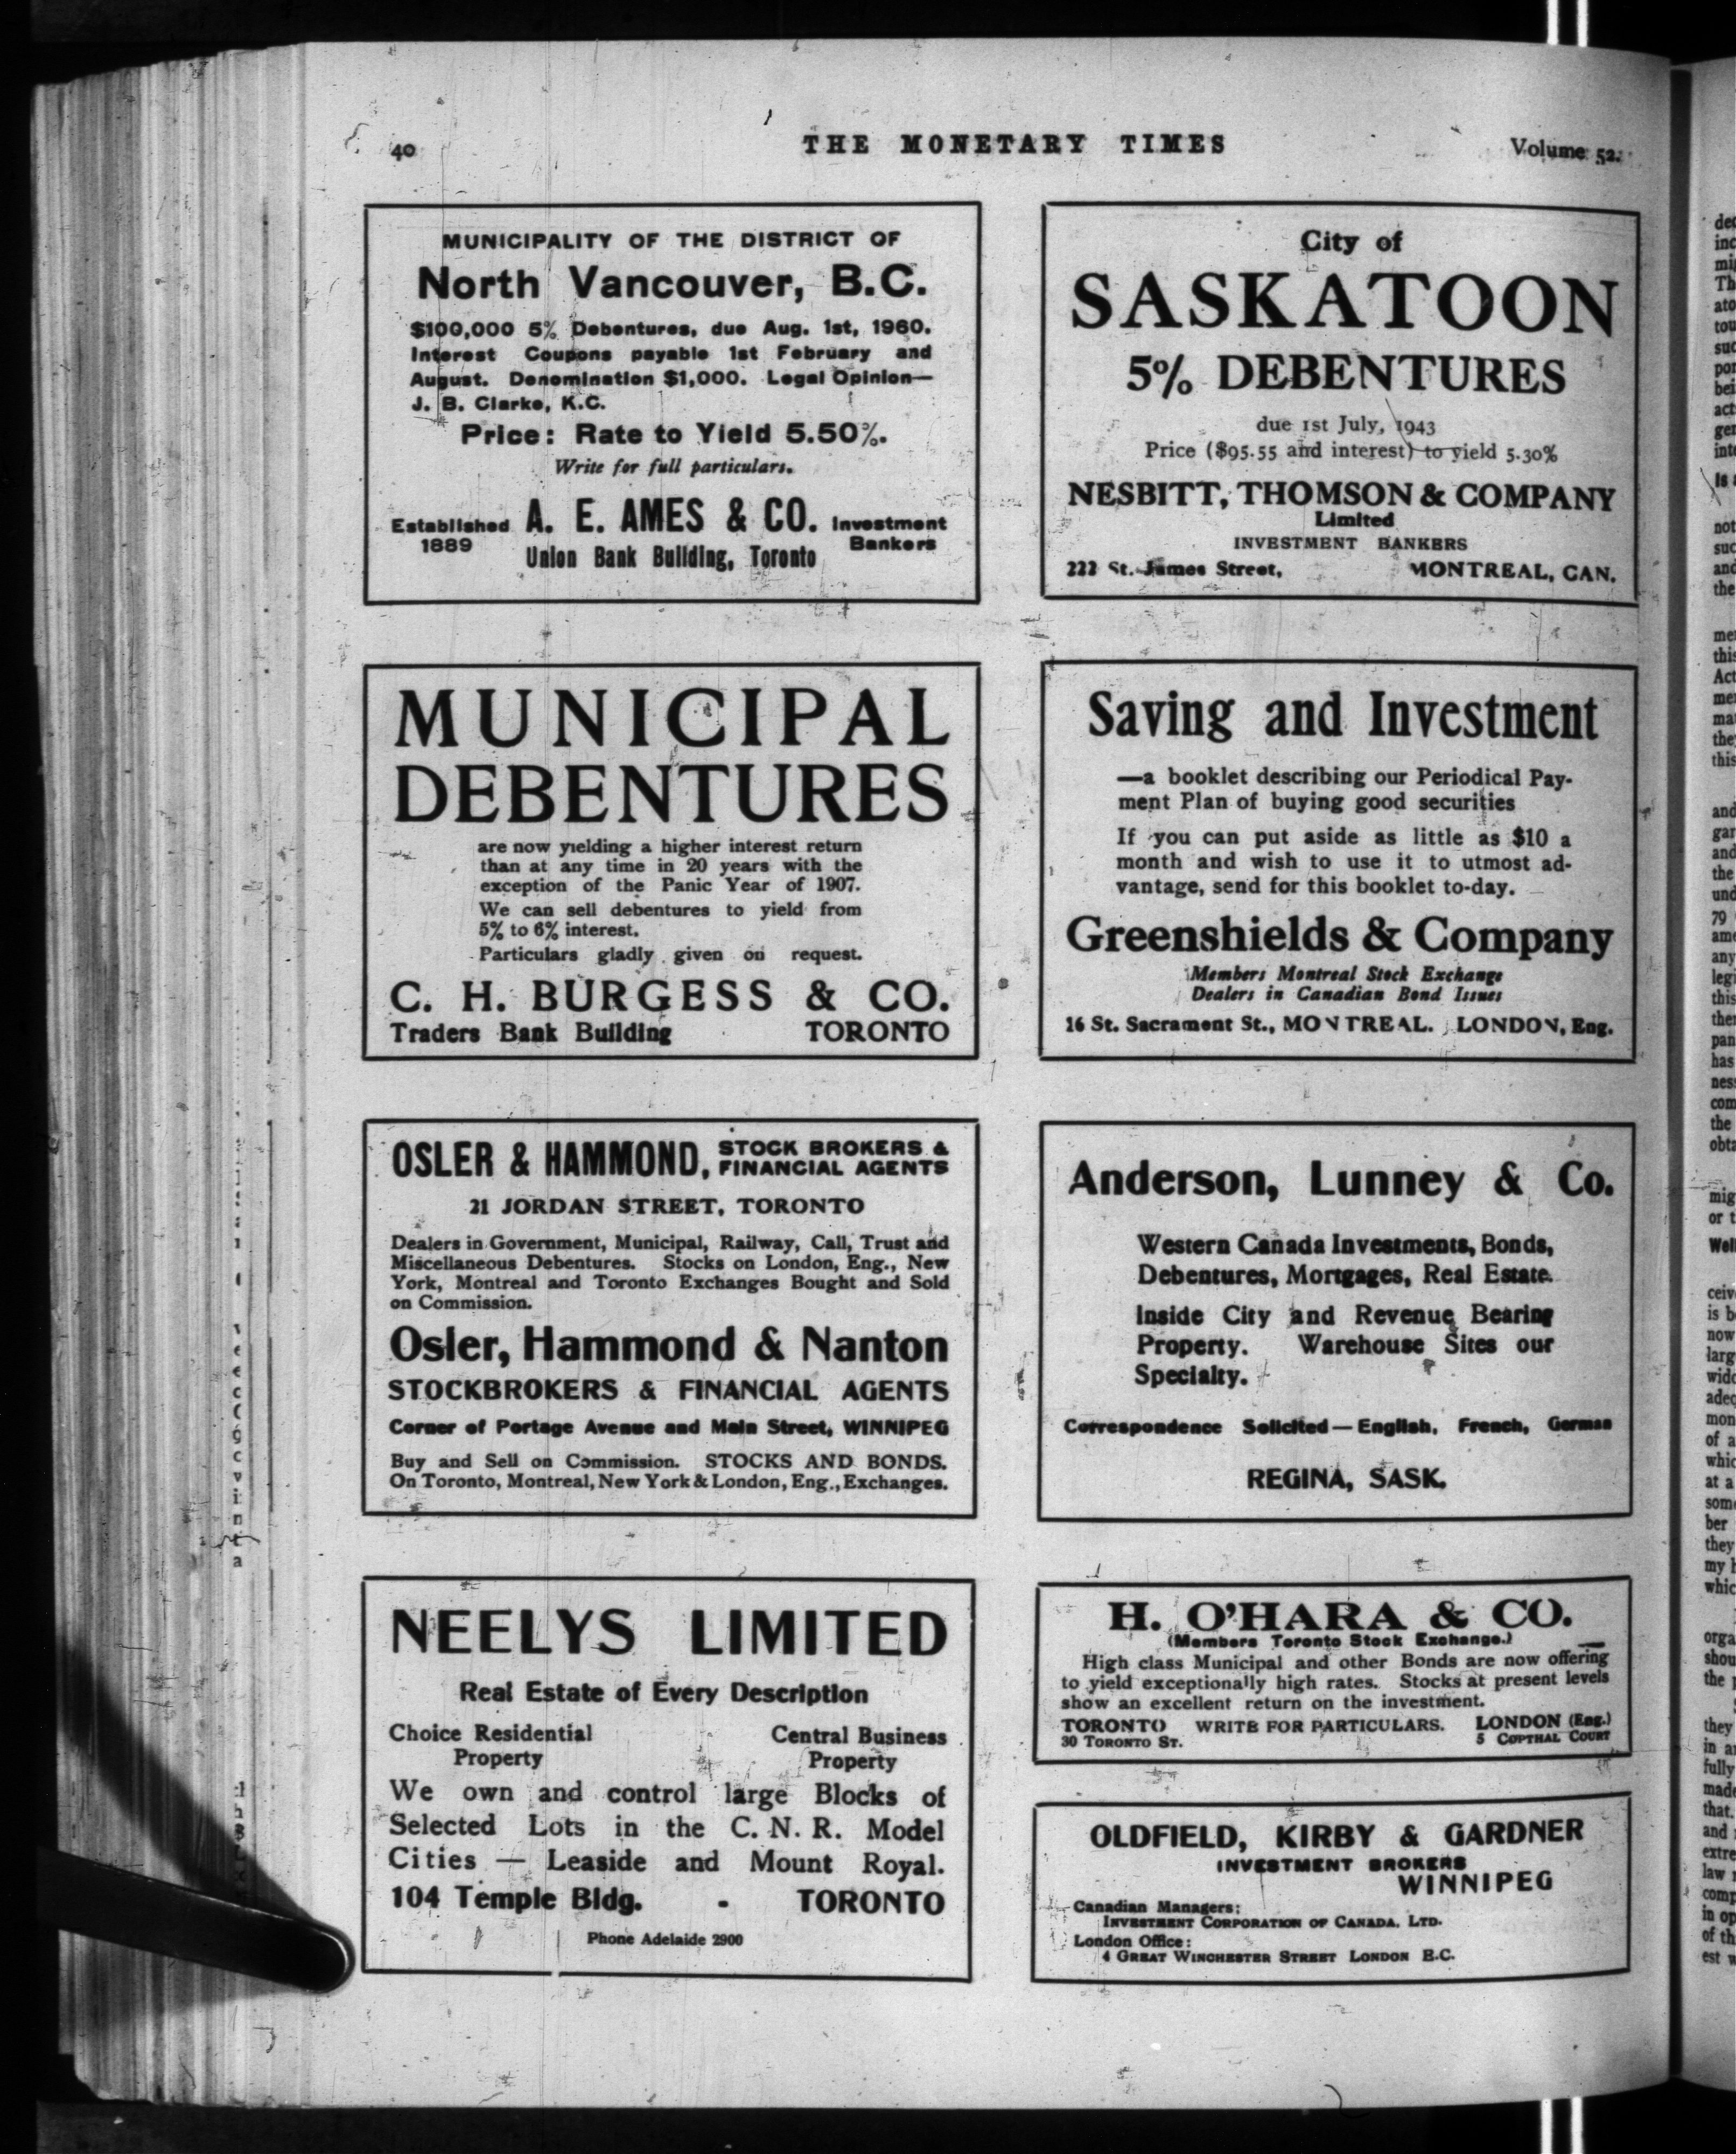 40
THE MONETARY TIMES
Volume 52.
MUNICIPALITY OF THE DISTRICT OF
North Vancouver, B.C.
$100,000 5% Debentures, due Aug. 1st, 1960.
Interest Coupons payable 1st February and
August. Denomination $1,000. Legal Opinion—
J. B. Clarke, K.C.
Price: Rate to Yield 5.50%.
Write for full particulars.
Established 1889
A. E. AMES & CO.
Investment Bankers
Union Bank Building, Toronto
City of
SASKATOON
5% DEBENTURES
due 1st July, 1943
Price ($95.55 and interest) to yield 5.30%
NESBITT, THOMSON & COMPANY
Limited
INVESTMENT BANKERS
222 St. James Street, MONTREAL, CAN.
MUNICIPAL
DEBENTURES
are now yielding a higher interest return
than at any time in 20 years with the
exception of the Panic Year of 1907.
We can sell debentures to yield from
5% to 6% interest.
Particulars gladly given on request.
C. H. BURGESS & CO.
Traders Bank Building TORONTO
Saving and Investment
—a booklet describing our Periodical Pay-
ment Plan of buying good securities
If you can put aside as little as $10 a
month and wish to use it to utmost ad-
vantage, send for this booklet to-day.
Greenshields & Company
Members Montreal Stock Exchange
Dealers in Canadian Bond Issues
16 St. Sacrament St., MONTREAL. LONDON, Eng.
OSLER & HAMMOND, STOCK BROKERS &
FINANCIAL AGENTS
21 JORDAN STREET, TORONTO
Dealers in Government, Municipal, Railway, Call, Trust and
Miscellaneous Debentures. Stocks on London, Eng., New
York, Montreal and Toronto Exchanges Bought and Sold
on Commission.
Osler, Hammond & Nanton
STOCKBROKERS & FINANCIAL AGENTS
Corner of Portage Avenue and Main Street, WINNIPEG
Buy and Sell on Commission. STOCKS AND BONDS.
On Toronto, Montreal, New York & London, Eng., Exchanges.
Anderson, Lunney & Co.
Western Canada Investments, Bonds,
Debentures, Mortgages, Real Estate.
Inside City and Revenue Bearing
Property. Warehouse Sites our
Specialty.
Correspondence Solicited—English, French, German
REGINA, SASK.
NEELYS LIMITED
Real Estate of Every Description
Choice Residential Property
Central Business Property
We own and control large Blocks of
Selected Lots in the C. N. R. Model
Cities — Leaside and Mount Royal.
104 Temple Bldg. - TORONTO
Phone Adelaide 2900
H. O'HARA & CO.
(Members Toronto Stock Exchange.)
High class Municipal and other Bonds are now offering
to yield exceptionally high rates. Stocks at present levels
show an excellent return on the investment.
TORONTO WRITE FOR PARTICULARS. LONDON (Eng.)
30 TORONTO ST. 5 COPTHAL COURT
OLDFIELD, KIRBY & GARDNER
INVESTMENT BROKERS
WINNIPEG
Canadian Managers:
INVESTMENT CORPORATION OF CANADA, LTD.
London Office:
4 GREAT WINCHESTER STREET LONDON E.C.